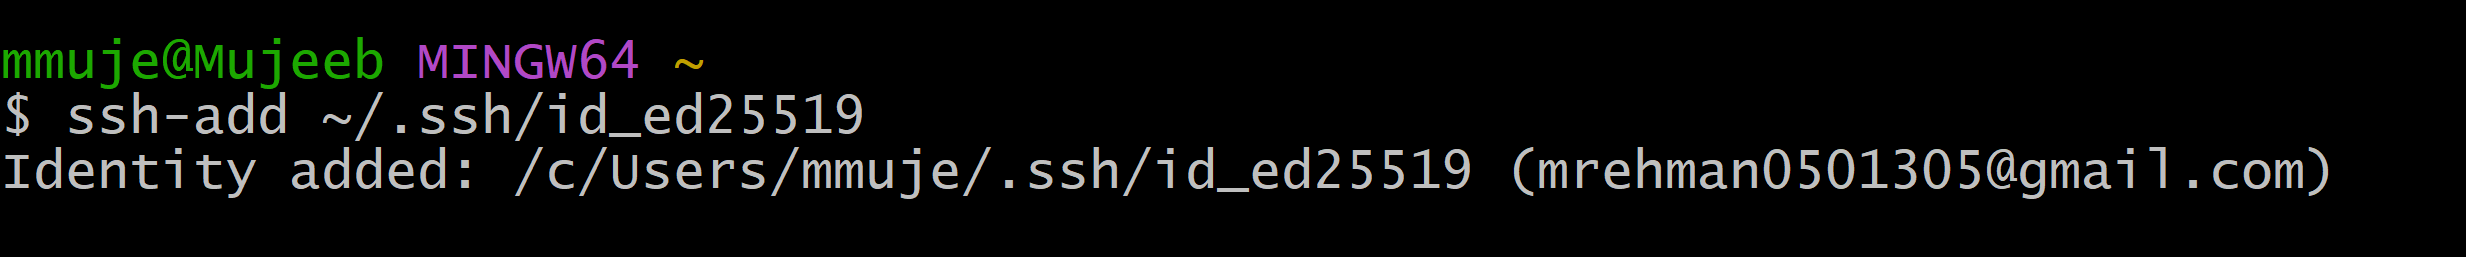 mmuje@Mujeeb MINGW64 ~
$ ssh-add ~/.ssh/id_ed25519
Identity added: /c/Users/mmuje/.ssh/id_ed25519 (mrehman0501305@gmail.com)